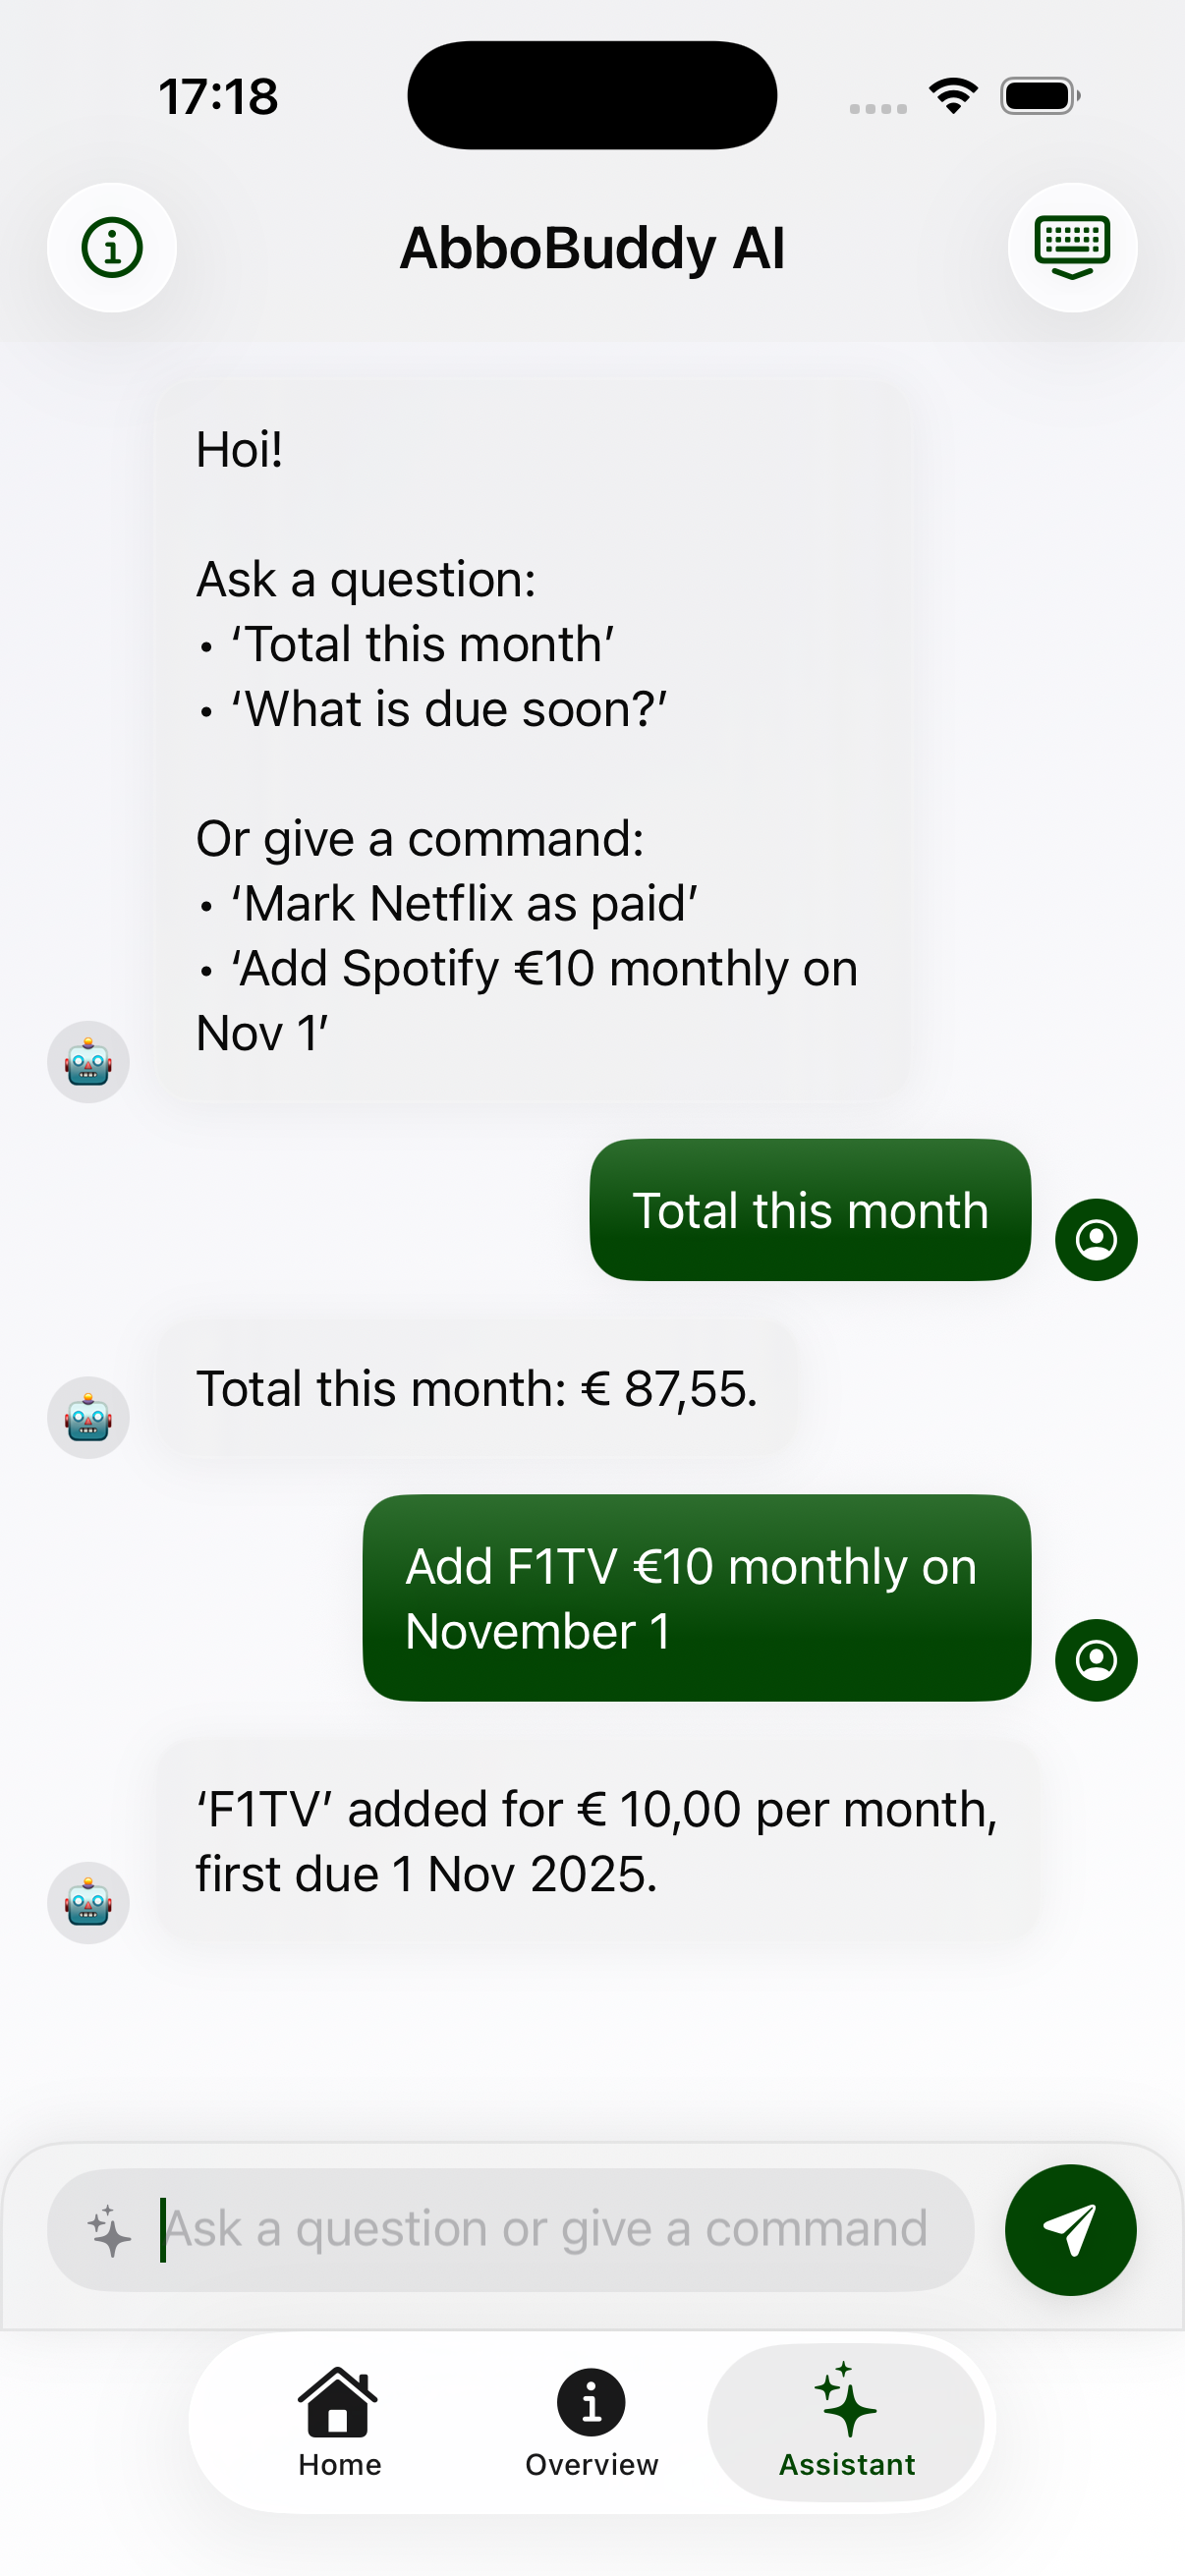 17:18
AbboBuddy AI
Hoi!
Ask a question:
• ‘Total this month’
• ‘What is due soon?’
Or give a command:
• ‘Mark Netflix as paid’
• ‘Add Spotify €10 monthly on
Nov 1’
Total this month
Total this month: € 87,55.
Add F1TV €10 monthly on
November 1
‘F1TV’ added for € 10,00 per month,
first due 1 Nov 2025.
Ask a question or give a command
Home
Overview
Assistant